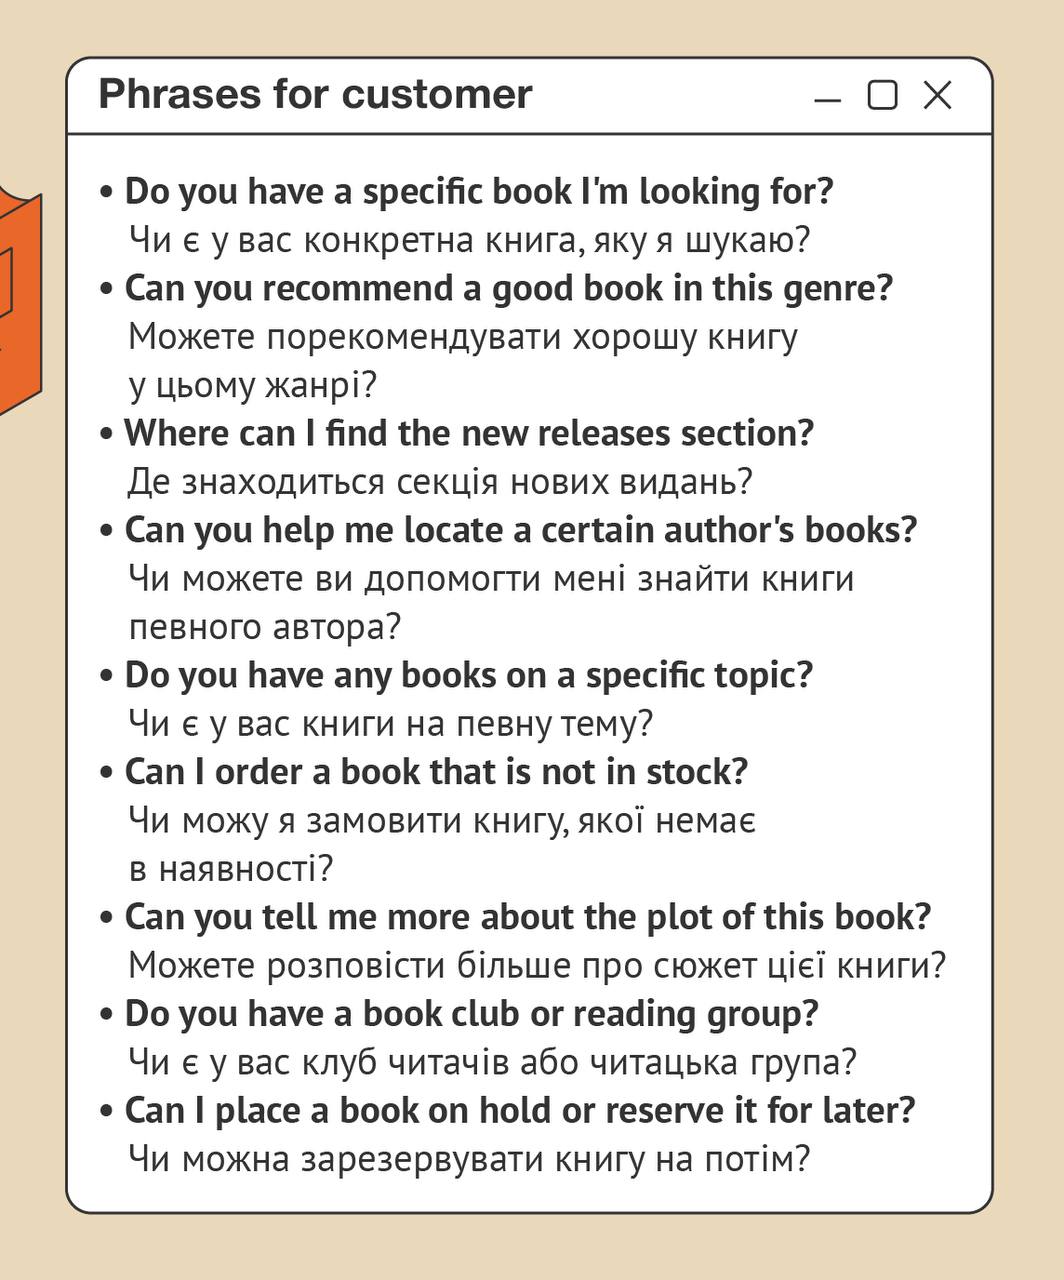 Phrases for customer
• Do you have a specific book I'm looking for?
Чи є у вас конкретна книга, яку я шукаю?
• Can you recommend a good book in this genre?
Можете порекомендувати хорошу книгу
у цьому жанрі?
• Where can I find the new releases section?
Де знаходиться секція нових видань?
• Can you help me locate a certain author's books?
Чи можете ви допомогти мені знайти книги
певного автора?
• Do you have any books on a specific topic?
Чи є у вас книги на певну тему?
• Can I order a book that is not in stock?
Чи можу я замовити книгу, якої немає
в наявності?
• Can you tell me more about the plot of this book?
Можете розповісти більше про сюжет цієї книги?
• Do you have a book club or reading group?
Чи є у вас клуб читачів або читацька група?
• Can I place a book on hold or reserve it for later?
Чи можна зарезервувати книгу на потім?